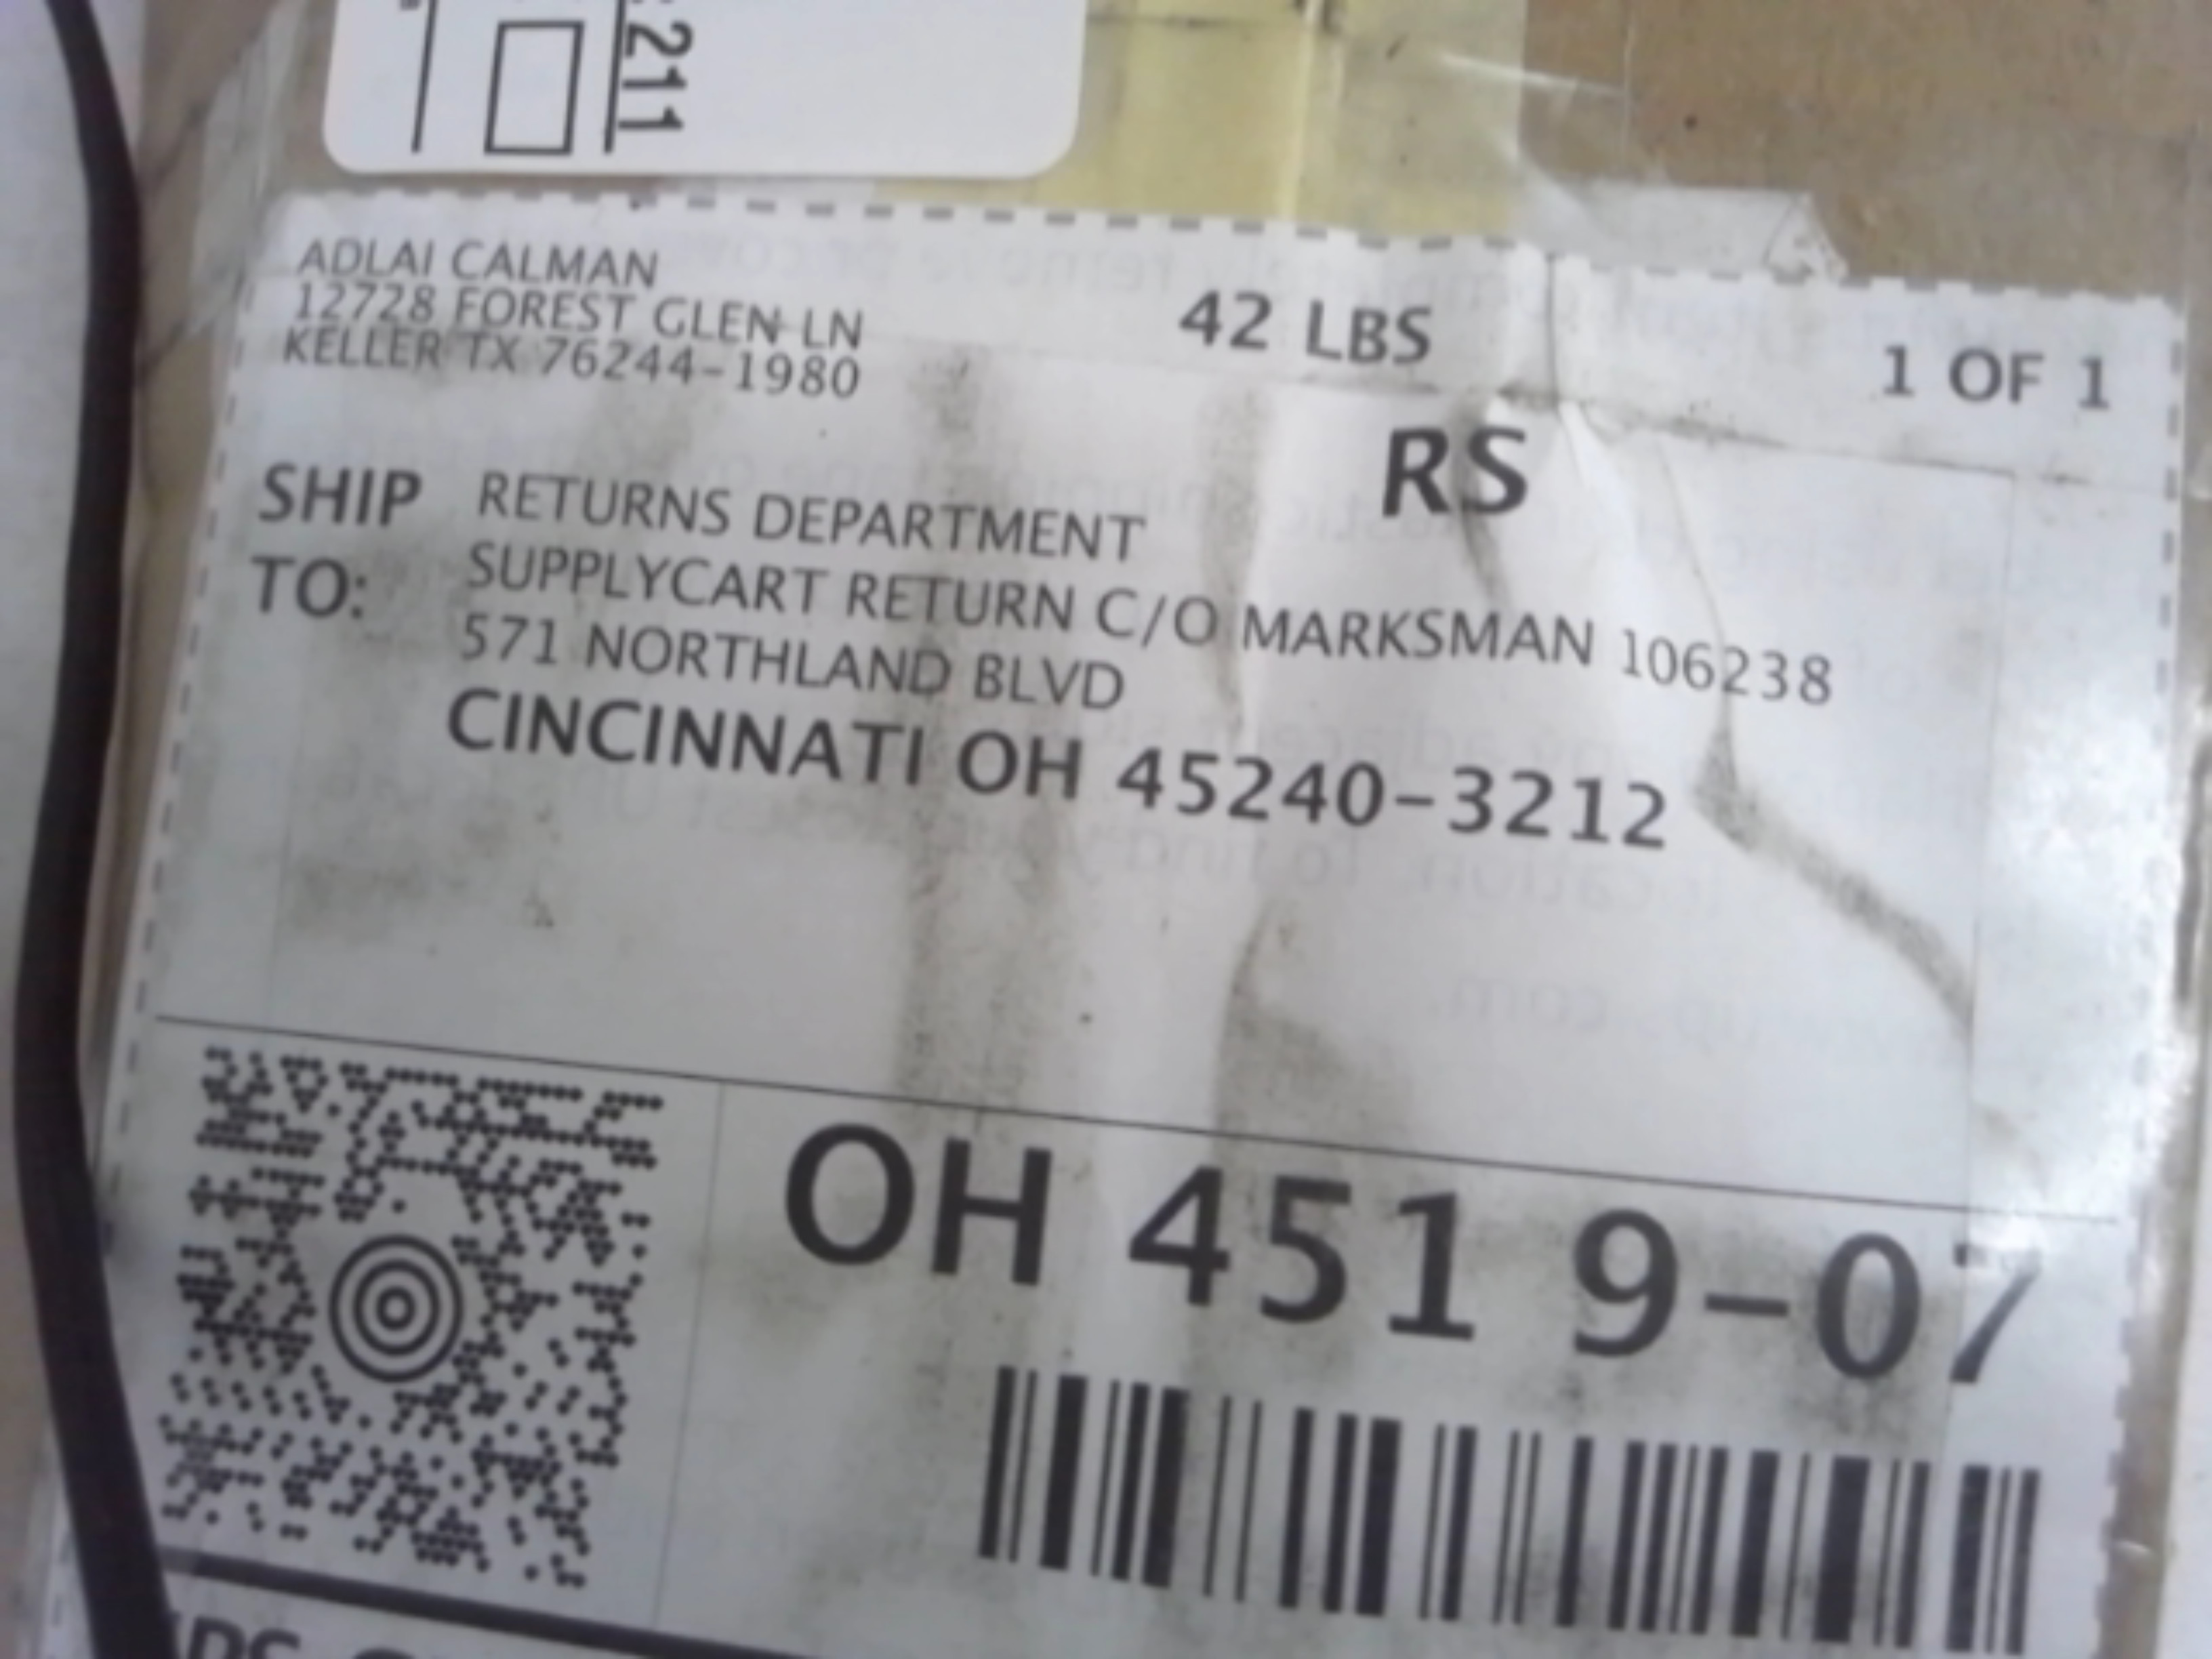 211
ADLAI CALMAN
12728 FOREST GLEN LN
KELLER TX 76244-1980
42 LBS
1 OF 1
RS
SHIP TO:
RETURNS DEPARTMENT
SUPPLYCART RETURN C/O MARKSMAN 106238
571 NORTHLAND BLVD
CINCINNATI OH 45240-3212
OH 451 9-07